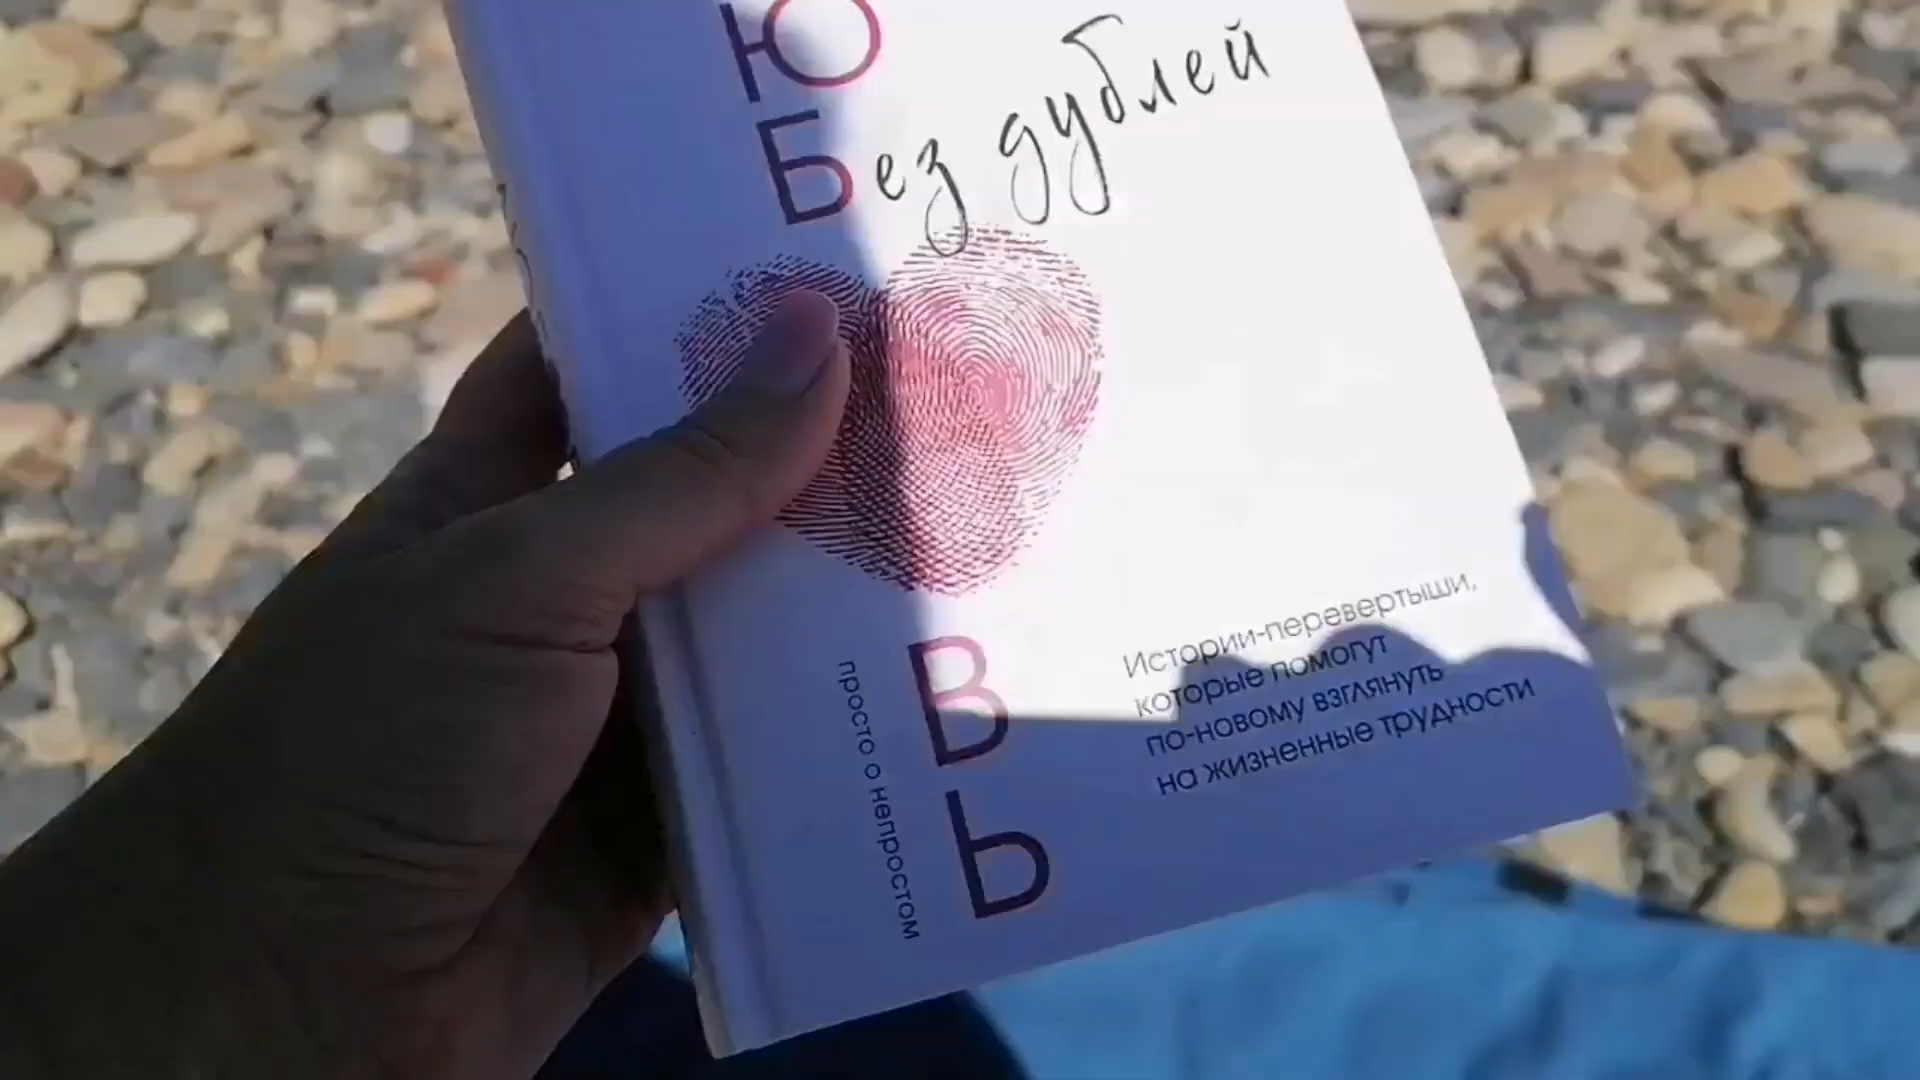 Ю
Без дублей
В
Ь
просто о непростом
Истории-перевертыши,
которые помогут
по-новому взглянуть
на жизненные трудности